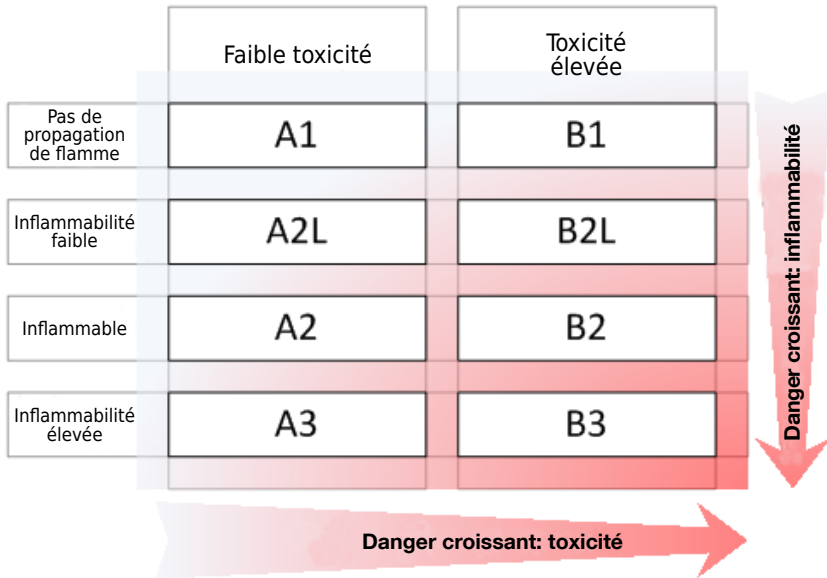 Faible toxicité
Toxicité
élevée
Pas de
propagation
de flamme
A1
B1
Inflammabilité
faible
A2L
B2L
Inflammable
A2
B2
Inflammabilité
élevée
A3
B3
Danger croissant: inflammabilité
Danger croissant: toxicité